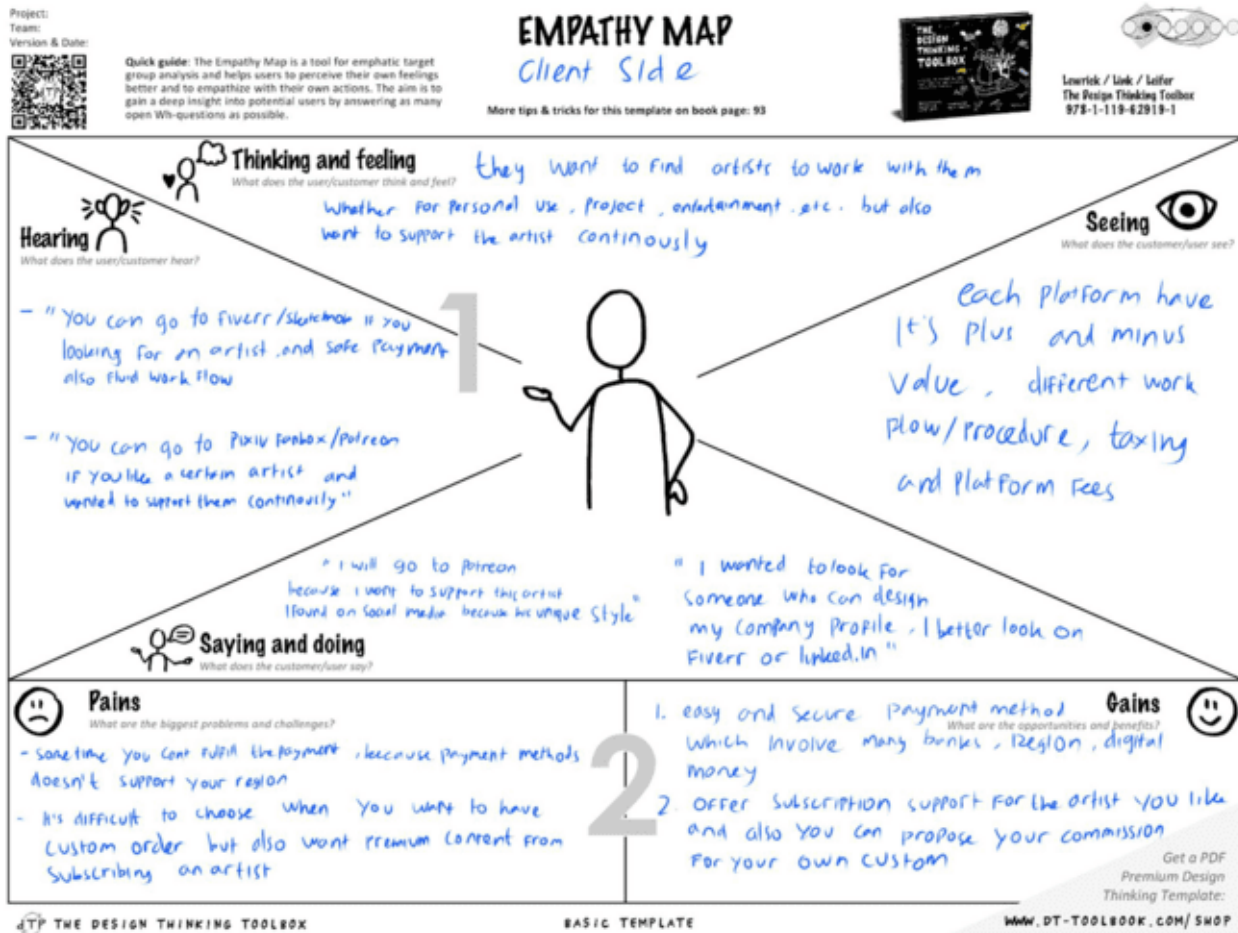 Project:
Team:
Version & Date:
Quick guide: The Empathy Map is a tool for emphatic target
group analysis and helps users to perceive their own feelings
better and to empathize with their own actions. The aim is to
gain a deep insight into potential users by answering as many
open Wh-questions as possible.
EMPATHY MAP
Client Side
More tips & tricks for this template on book page: 93
THE
DESIGN
THINKING
TOOLBOX
Lewrick / Link / Leifer
The Design Thinking Toolbox
978-1-119-62919-1
Thinking and feeling
What does the user/customer think and feel?
they want to find artists to work with them
whether for personal use, project, entertainment, etc. but also
want to support the artist continously
Hearing
What does the user/customer hear?
- "You can go to Fiverr/sketchmob if you
looking for an artist, and safe payment
also fluid work flow
- "You can go to Pixiv Fanbox/Patreon
if you like a certain artist and
wanted to support them continously"
1
Seeing
What does the customer/user see?
each platform have
It's plus and minus
value, different work
plow/procedure, taxing
and platform fees
"I will go to Patreon
because i want to support this artist
I found on social media because his unique style"
"I wanted to look for
someone who can design
my company profile, I better look on
Fiverr or linked.in"
Saying and doing
What does the customer/user say?
Pains
What are the biggest problems and challenges?
- sometime you cant fulfill the payment, because payment methods
doesn't support your region
- It's difficult to choose when you want to have
custom order but also want premium content from
subscribing an artist
2
Gains
What are the opportunities and benefits?
1. easy and secure payment method
which involve many banks, Region, digital
money
2. Offer subscription support for the artist you like
and also you can propose your commission
for your own custom
Get a PDF
Premium Design
Thinking Template:
dTP THE DESIGN THINKING TOOLBOX
BASIC TEMPLATE
WWW.DT-TOOLBOOK.COM/SHOP